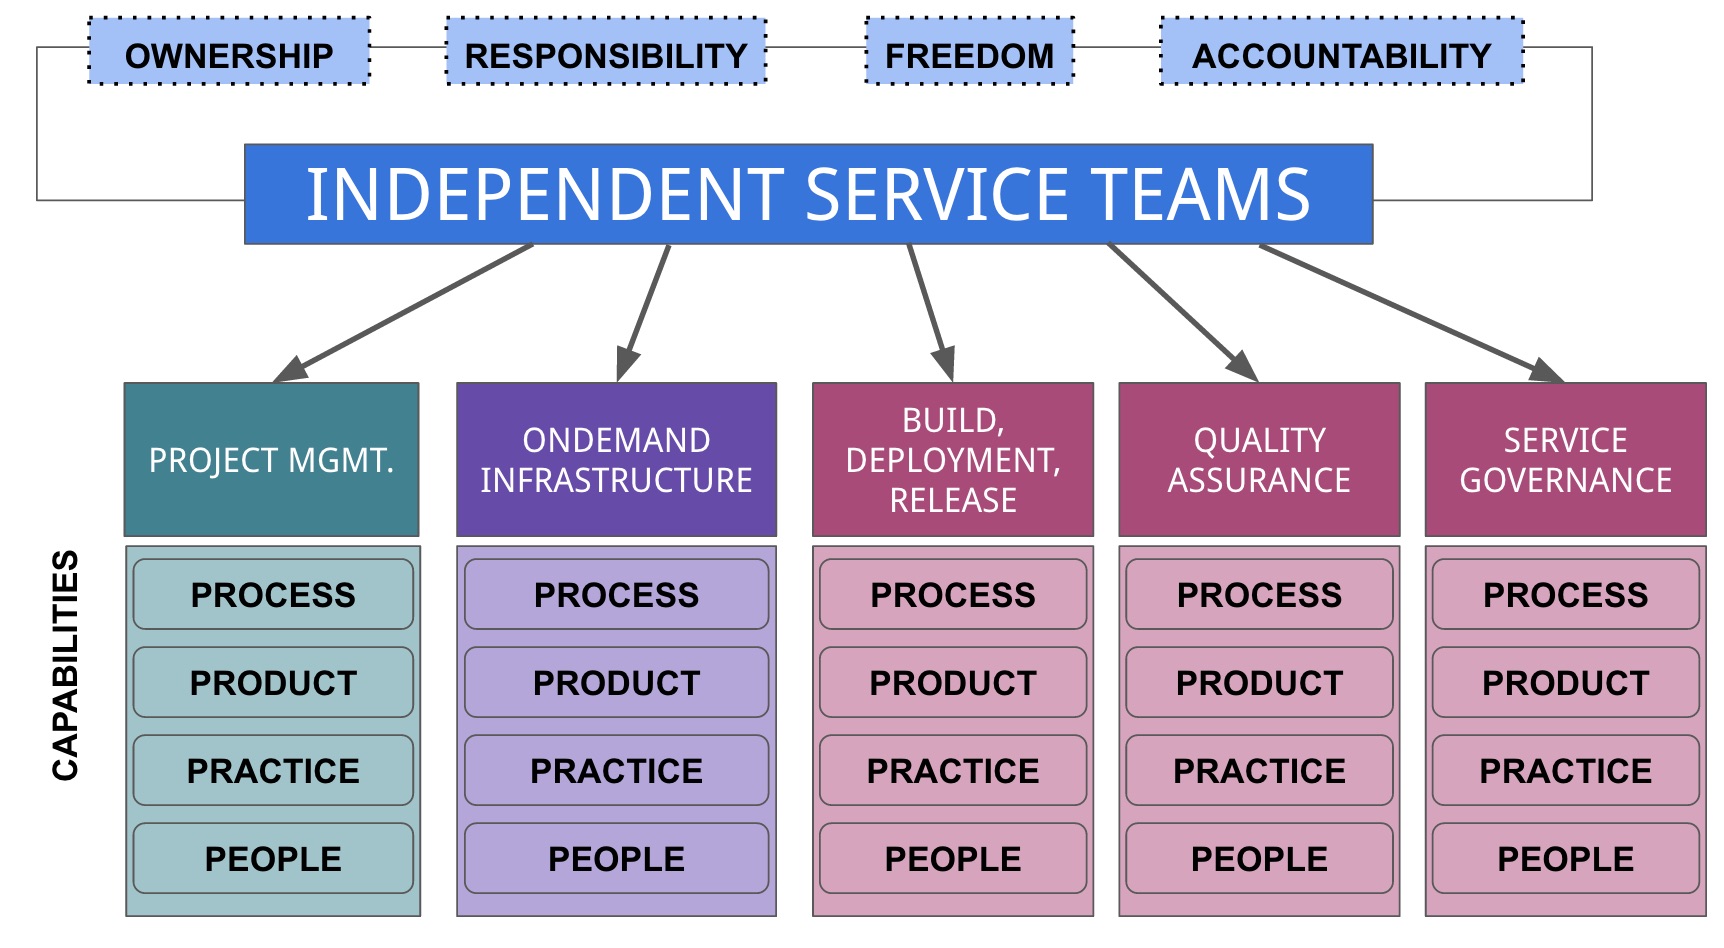 OWNERSHIP
RESPONSIBILITY
FREEDOM
ACCOUNTABILITY
INDEPENDENT SERVICE TEAMS
PROJECT MGMT.
ONDEMAND
INFRASTRUCTURE
BUILD,
DEPLOYMENT,
RELEASE
QUALITY
ASSURANCE
SERVICE
GOVERNANCE
CAPABILITIES
PROCESS
PROCESS
PROCESS
PROCESS
PROCESS
PRODUCT
PRODUCT
PRODUCT
PRODUCT
PRODUCT
PRACTICE
PRACTICE
PRACTICE
PRACTICE
PRACTICE
PEOPLE
PEOPLE
PEOPLE
PEOPLE
PEOPLE